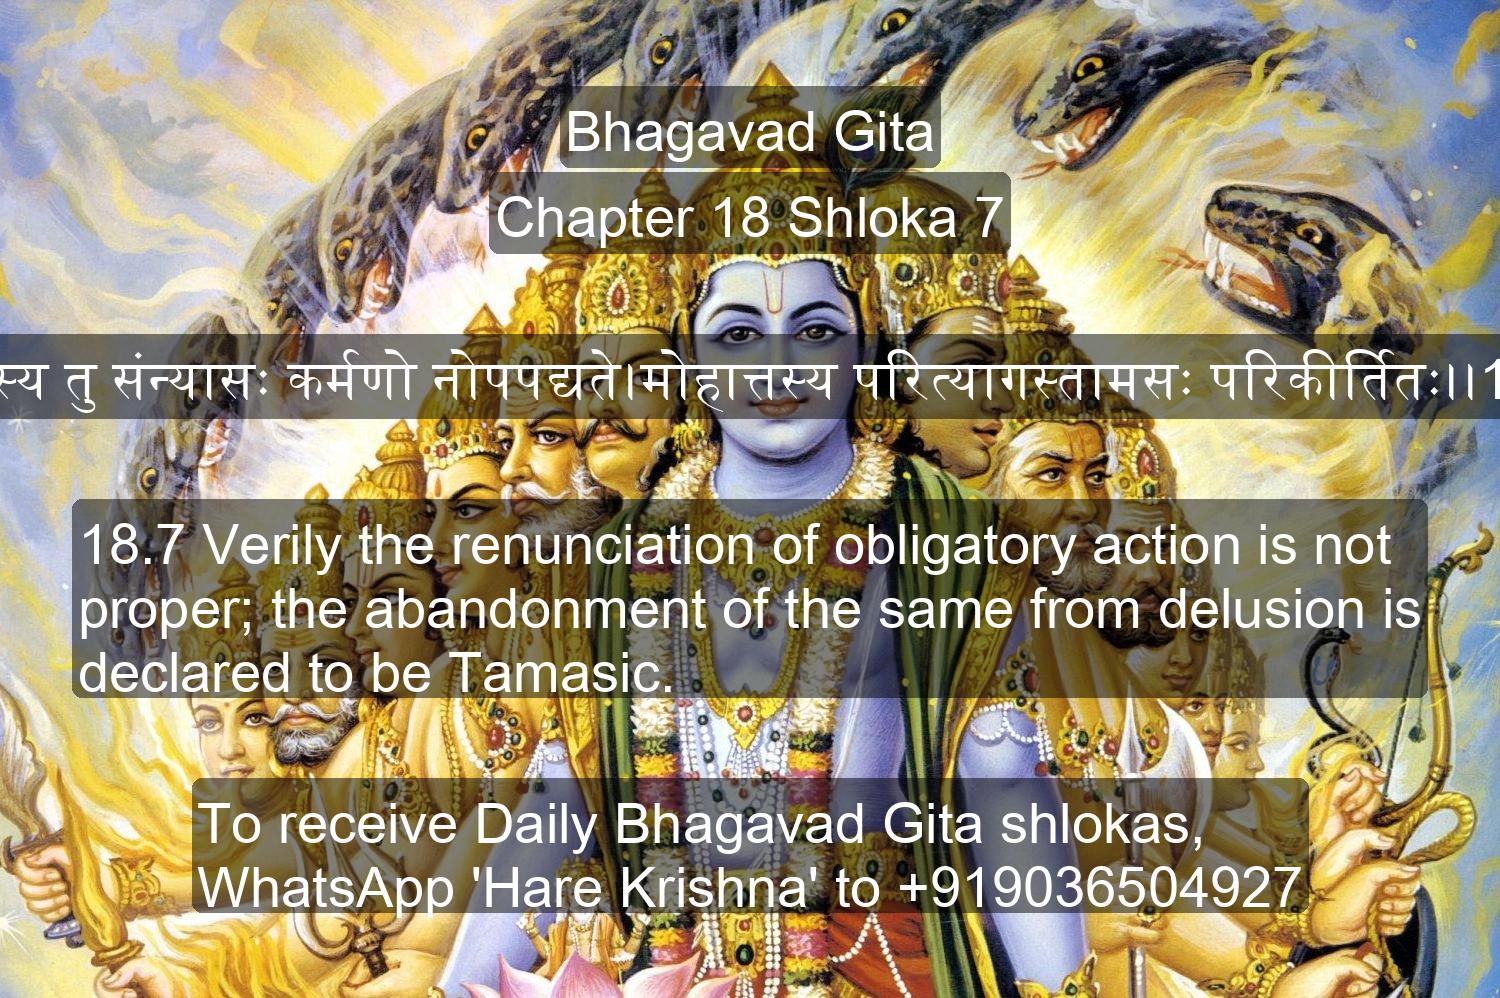 Bhagavad Gita
Chapter 18 Shloka 7
तु संन्यासः कर्मणो नोपपद्यते।मोहात्तस्य परित्यागस्तामसः परिकीर्तितः।।
18.7 Verily the renunciation of obligatory action is not
proper; the abandonment of the same from delusion is
declared to be Tamasic.
To receive Daily Bhagavad Gita shlokas,
WhatsApp 'Hare Krishna' to +919036504927